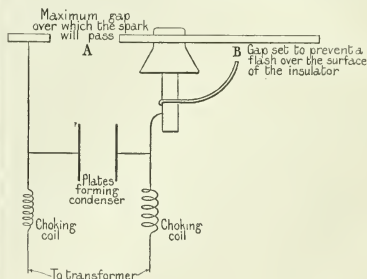 Maximum gap
over which the spark
will pass
A
B Gap set to prevent a
flash over the surface
of the insulator
Plates
forming
condenser
Choking
coil
Choking
coil
To transformer